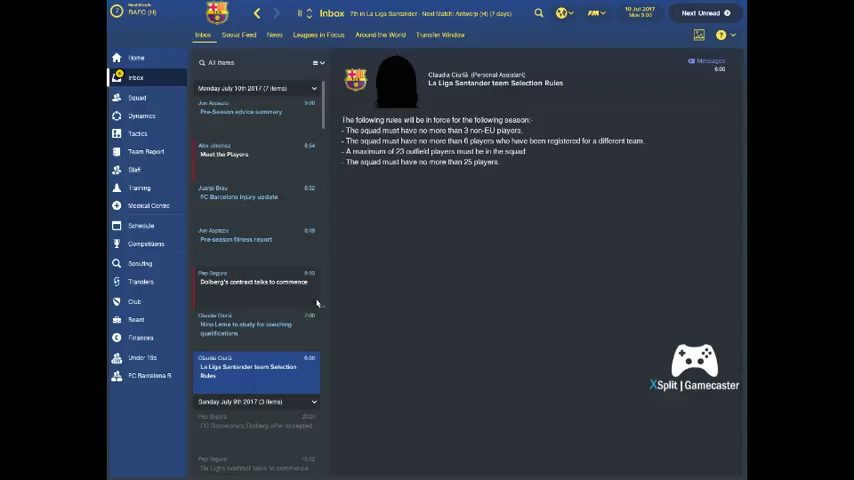 Next Match
RAFC (H)
Inbox
7th in La Liga Santander - Next Match: Antwerp (H) (7 days)
FM
10 Jul 2017
Mon 9:00
Next Unread
Inbox
Social Feed
News
Leagues in Focus
Around the World
Transfer Window
Home
Inbox
Squad
Dynamics
Tactics
Team Report
Staff
Training
Medical Centre
Schedule
Competitions
Scouting
Transfers
Club
Board
Finances
Under 19s
FC Barcelona B
All items
Monday July 10th 2017 (7 items)
Jon Aspiazu
9:00
Pre-Season advice summary
Alex Jiménez
8:54
Meet the Players
Juanjo Brau
8:52
FC Barcelona injury update
Jon Aspiazu
8:49
Pre-season fitness report
Pep Segura
Dolberg's contract talks to commence
Claudia Ciurlà
7:00
Nino Lema to study for coaching
qualifications
Claudia Ciurlà
6:00
La Liga Santander team Selection
Rules
Sunday July 9th 2017 (3 items)
Pep Segura
FC Barcelona's Dolberg offer accepted
Pep Segura
De Ligt's contract talks to commence
Claudia Ciurlà (Personal Assistant)
La Liga Santander team Selection Rules
Messages
6:00
The following rules will be in force for the following season:-
- The squad must have no more than 3 non-EU players.
- The squad must have no more than 6 players who have been registered for a different team.
- A maximum of 23 outfield players must be in the squad
- The squad must have no more than 25 players.
XSplit | Gamecaster